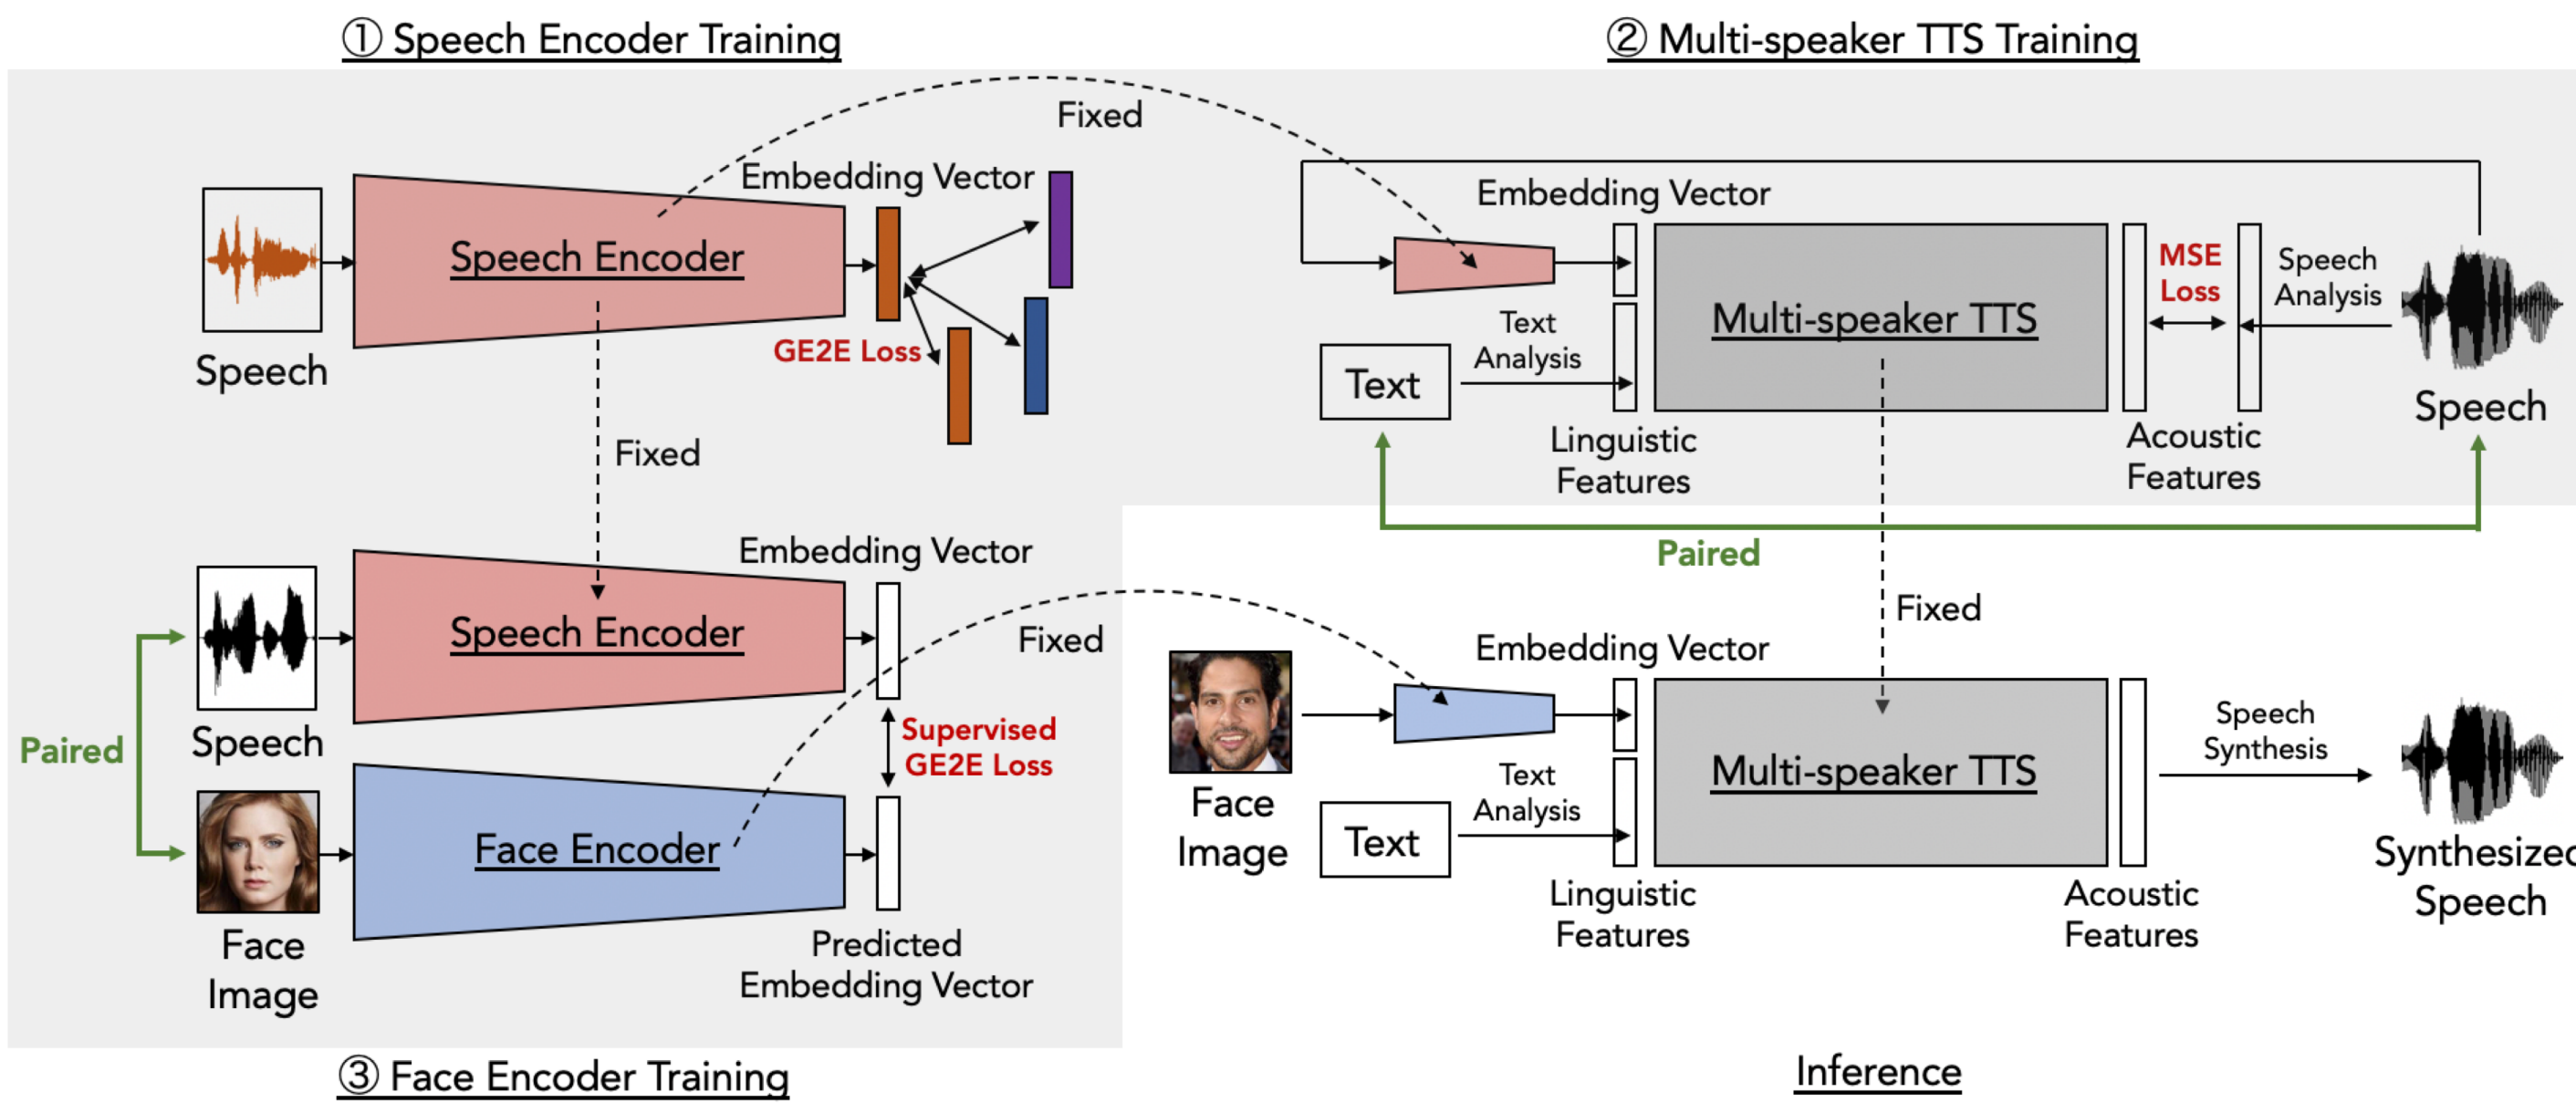 ① Speech Encoder Training
Fixed
Embedding Vector
Speech Encoder
GE2E Loss
Speech
Fixed
② Multi-speaker TTS Training
Embedding Vector
Multi-speaker TTS
MSE
Loss
Speech
Analysis
Text
Analysis
Text
Linguistic
Features
Acoustic
Features
Speech
Paired
Fixed
Embedding Vector
Speech Encoder
Speech
Paired
Supervised
GE2E Loss
Face Encoder
Face
Image
Predicted
Embedding Vector
③ Face Encoder Training
Fixed
Embedding Vector
Face
Image
Text
Analysis
Text
Multi-speaker TTS
Linguistic
Features
Acoustic
Features
Speech
Synthesis
Synthesized
Speech
Inference